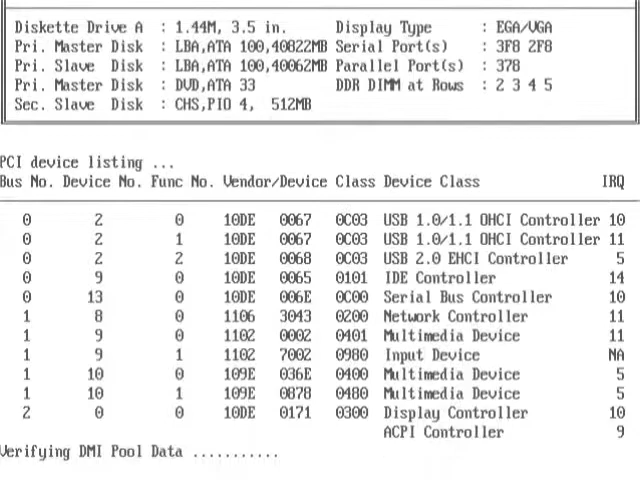 Diskette Drive A : 1.44M, 3.5 in. Display Type : EGA/VGA
Pri. Master Disk : LBA,ATA 100,40822MB Serial Port(s) : 3F8 2F8
Pri. Slave Disk : LBA,ATA 100,40062MB Parallel Port(s) : 378
Pri. Master Disk : DVD,ATA 33 DDR DIMM at Rows : 2 3 4 5
Sec. Slave Disk : CHS,PIO 4, 512MB
PCI device listing ...
Bus No. Device No. Func No. Vendor/Device Class Device Class IRQ
0 2 0 10DE 0067 0C03 USB 1.0/1.1 OHCI Controller 10
0 2 1 10DE 0067 0C03 USB 1.0/1.1 OHCI Controller 11
0 2 2 10DE 0068 0C03 USB 2.0 EHCI Controller 5
0 9 0 10DE 0065 0101 IDE Controller 14
0 13 0 10DE 006E 0C00 Serial Bus Controller 10
1 8 0 1106 3043 0200 Network Controller 11
1 9 0 1102 0002 0401 Multimedia Device 11
1 9 1 1102 7002 0980 Input Device NA
1 10 0 109E 036E 0400 Multimedia Device 5
1 10 1 109E 0878 0480 Multimedia Device 5
2 0 0 10DE 0171 0300 Display Controller 10
ACPI Controller 9
Verifying DMI Pool Data ...........